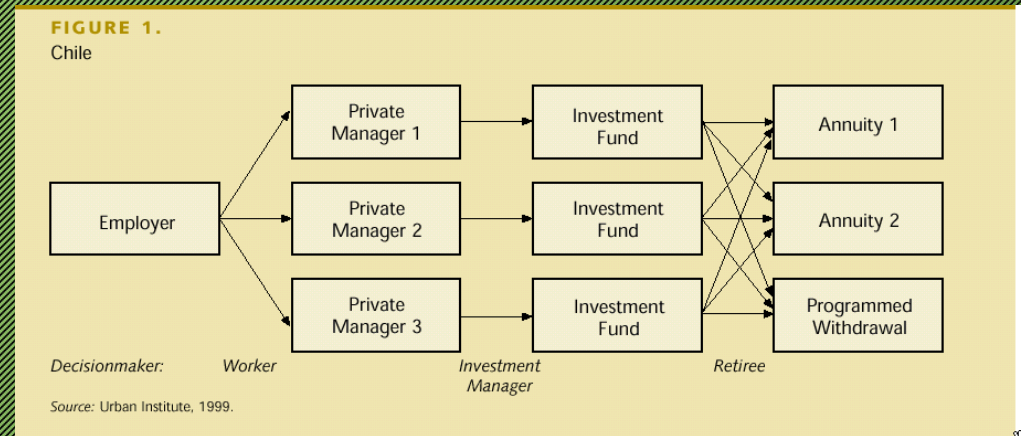 FIGURE 1.
Chile
Private
Manager 1
Investment
Fund
Annuity 1
Employer
Private
Manager 2
Investment
Fund
Annuity 2
Private
Manager 3
Investment
Fund
Programmed
Withdrawal
Decisionmaker: Worker Investment Manager Retiree
Source: Urban Institute, 1999.